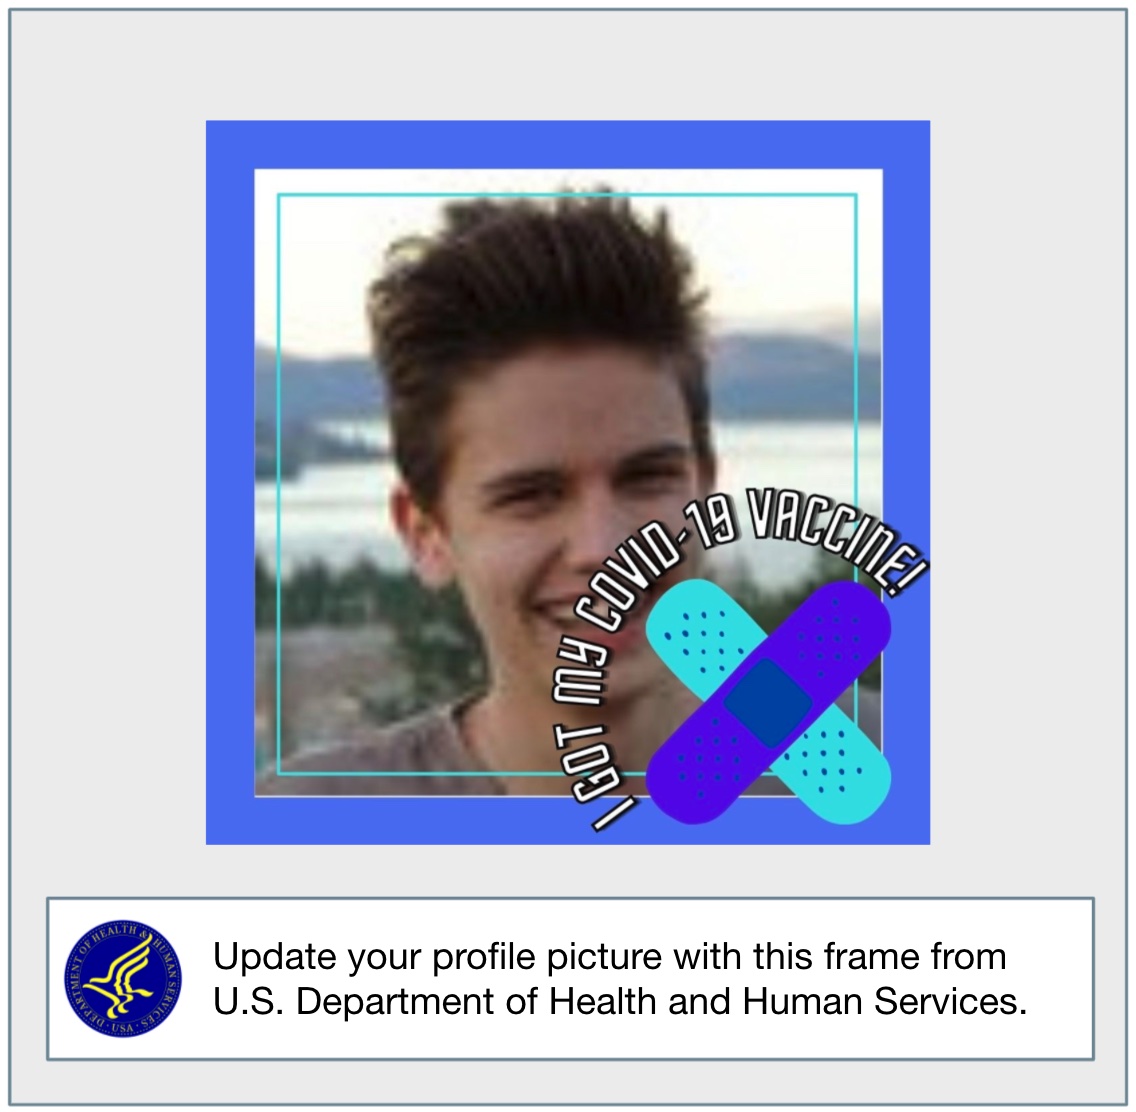 I GOT MY COVID-19 VACCINE!
DEPARTMENT OF HEALTH & HUMAN SERVICES · USA ·
Update your profile picture with this frame from
U.S. Department of Health and Human Services.